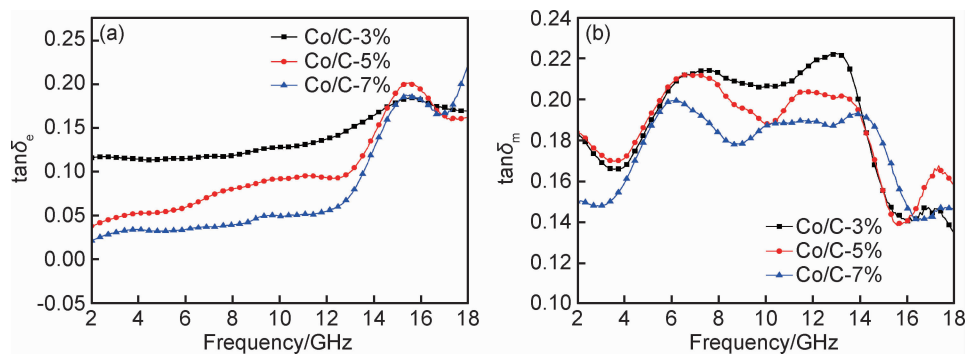 (a)
Co/C-3%
Co/C-5%
Co/C-7%
0.25
0.20
0.15
0.10
0.05
0.00
-0.05
tanδe
2 4 6 8 10 12 14 16 18
Frequency/GHz
(b)
0.24
0.22
0.20
0.18
0.16
0.14
0.12
0.10
tanδm
Co/C-3%
Co/C-5%
Co/C-7%
2 4 6 8 10 12 14 16 18
Frequency/GHz